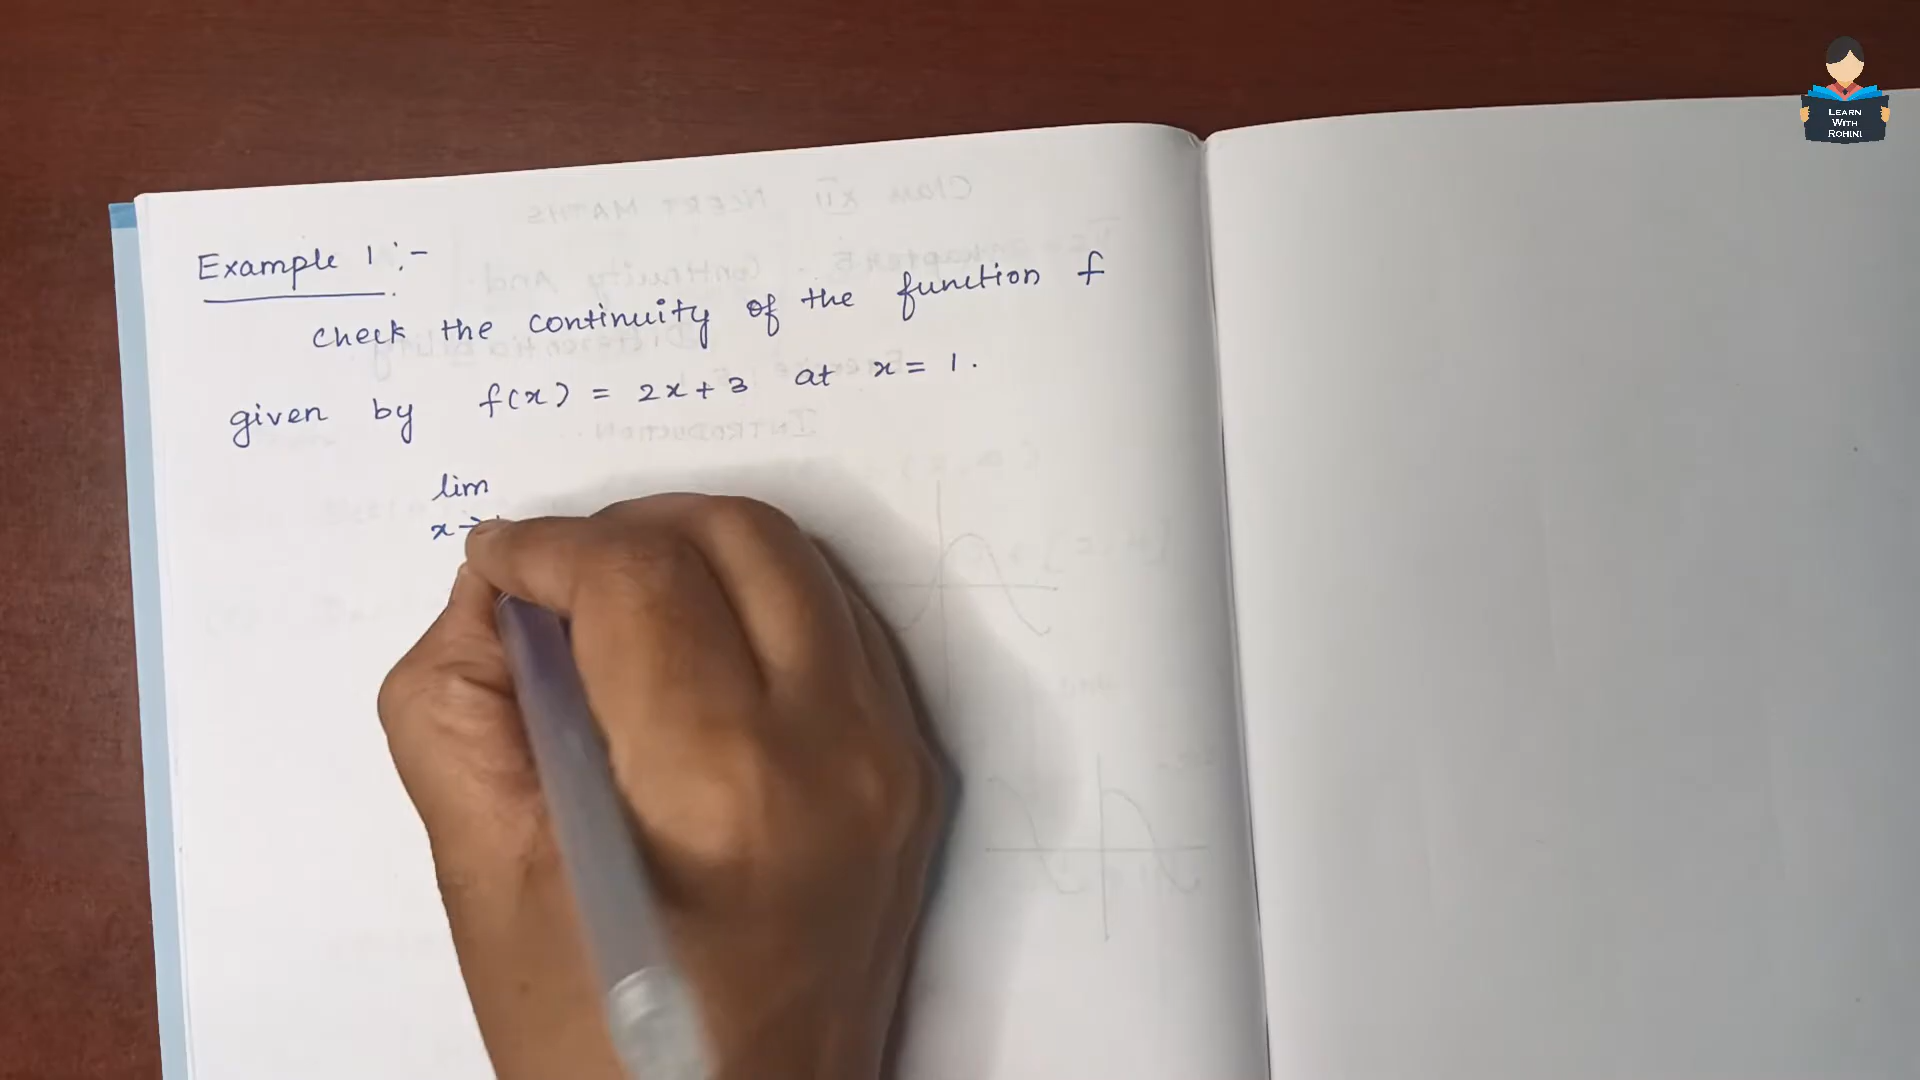 LEARN
WITH
ROHINI
Example 1 :-
Check the continuity of the function f
given by f(x) = 2x + 3 at x = 1.
lim
x →